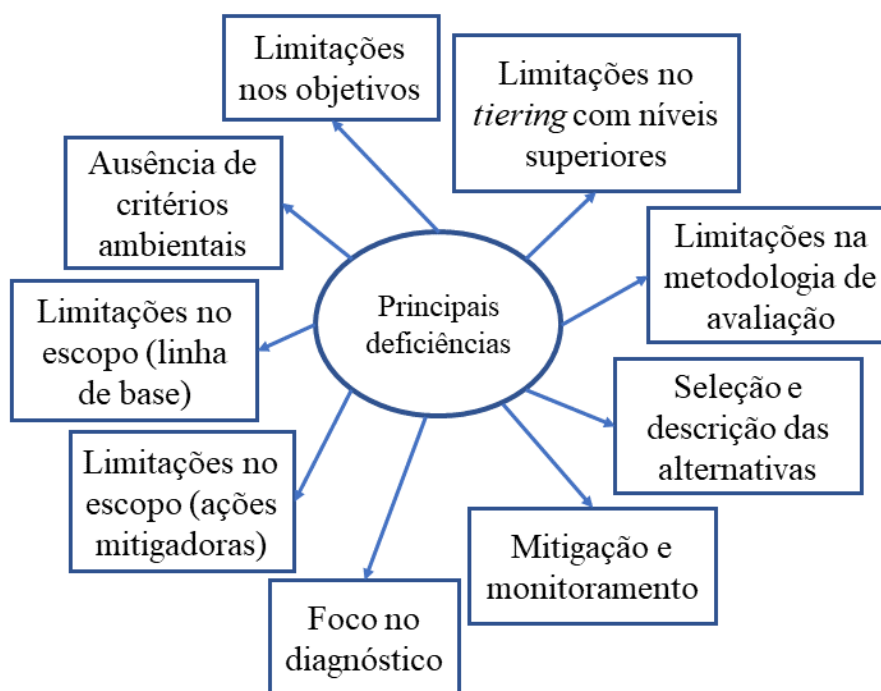 Limitações
nos objetivos
Limitações no
tiering com níveis
superiores
Ausência de
critérios
ambientais
Limitações na
metodologia de
avaliação
Limitações no
escopo (linha
de base)
Principais
deficiências
Seleção e
descrição das
alternativas
Limitações no
escopo (ações
mitigadoras)
Mitigação e
monitoramento
Foco no
diagnóstico